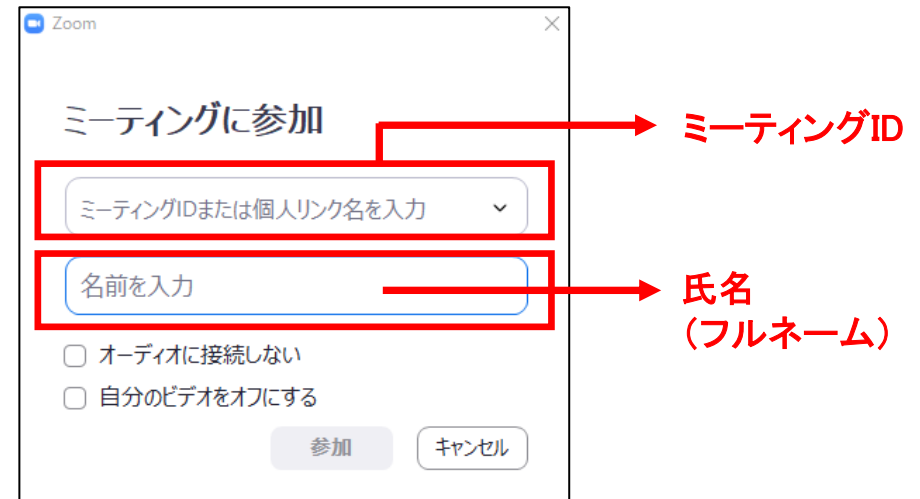 Zoom
ミーティングに参加
ミーティングID
ミーティングIDまたは個人リンク名を入力
名前を入力
氏名
（フルネーム）
オーディオに接続しない
自分のビデオをオフにする
参加
キャンセル